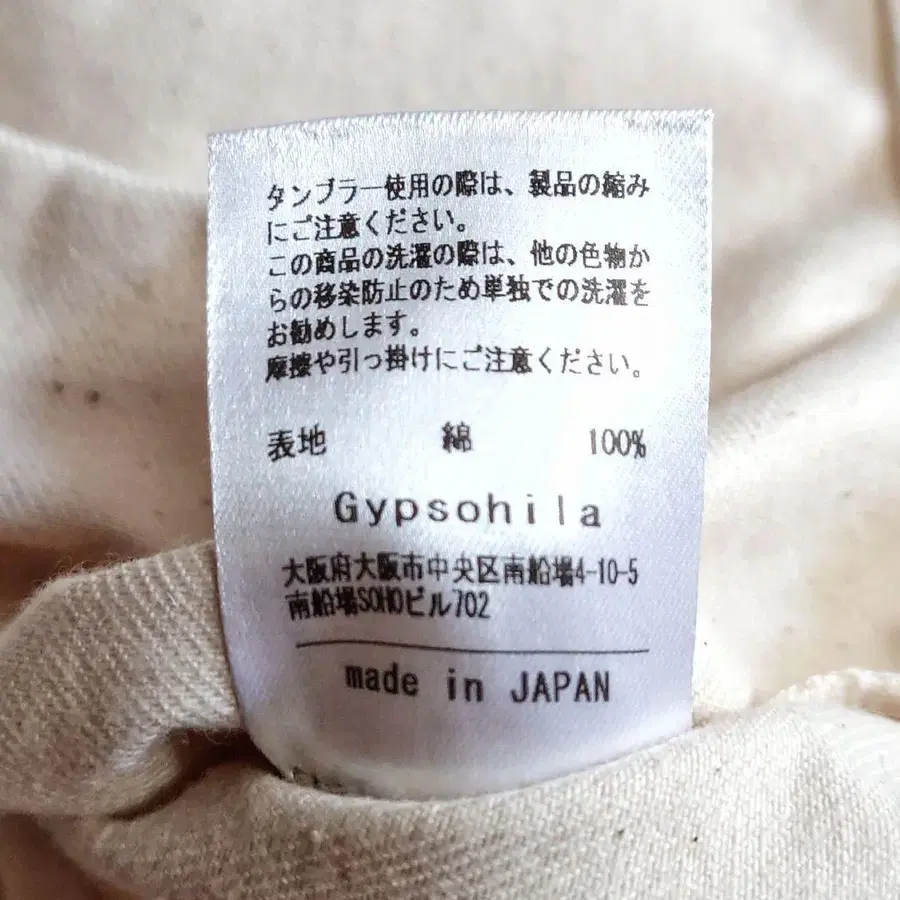 タンブラー使用の際は、製品の縮み
にご注意ください。
この商品の洗濯の際は、他の色物か
らの移染防止のため単独での洗濯を
お勧めします。
摩擦や引っ掛けにご注意ください。
表地 綿 100%
Gypsohila
大阪府大阪市中央区南船場4-10-5
南船場SOHOビル702
made in JAPAN